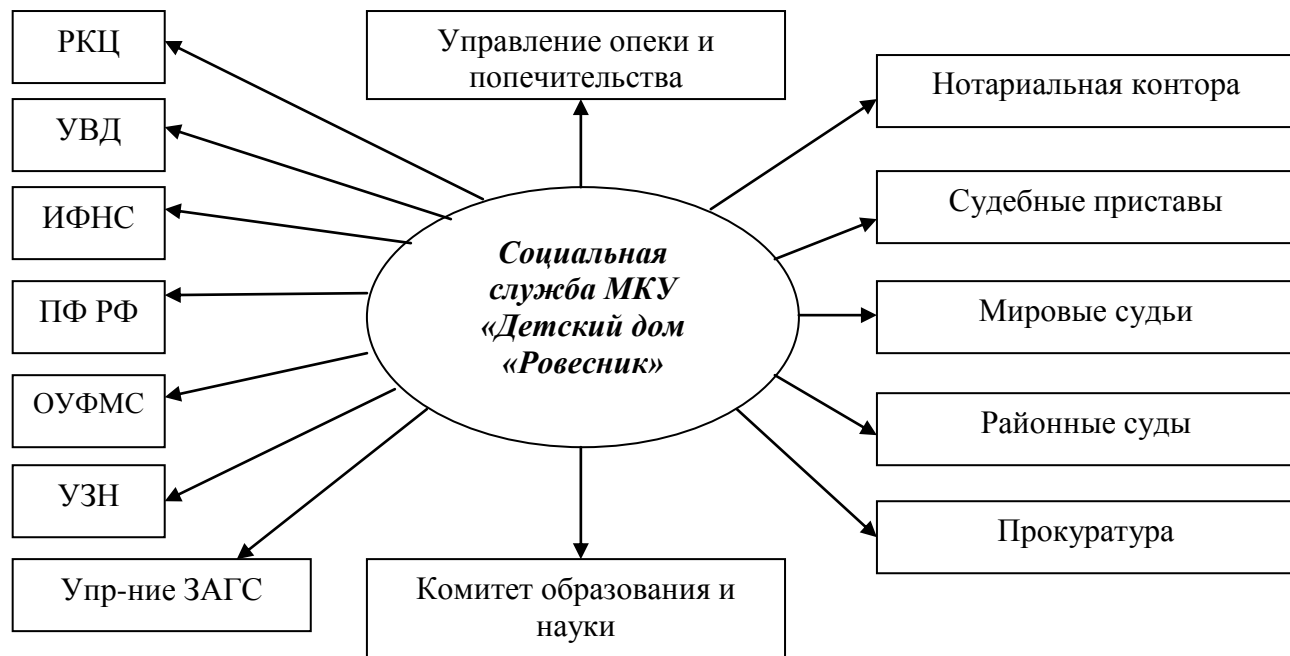 РКЦ
УВД
ИФНС
ПФ РФ
ОУФМС
УЗН
Упр-ние ЗАГС
Управление опеки и
попечительства
Социальная
служба МКУ
«Детский дом
«Ровесник»
Комитет образования и
науки
Нотариальная контора
Судебные приставы
Мировые судьи
Районные суды
Прокуратура